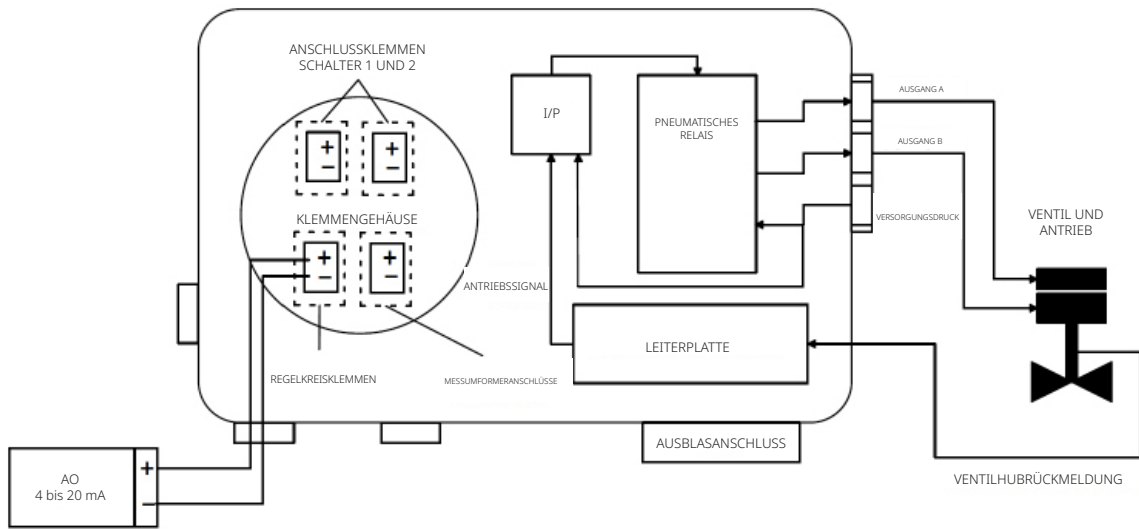 ANSCHLUSSKLEMMEN
SCHALTER 1 UND 2
+
−
+
−
KLEMMENGEHÄUSE
+
−
+
−
REGELKREISKLEMMEN
MESSUMFORMERANSCHLÜSSE
I/P
PNEUMATISCHES
RELAIS
ANTRIEBSSIGNAL
LEITERPLATTE
AUSBLASANSCHLUSS
AUSGANG A
AUSGANG B
VERSORGUNGSDRUCK
VENTIL UND
ANTRIEB
VENTILHUBRÜCKMELDUNG
AO
4 bis 20 mA
+
−